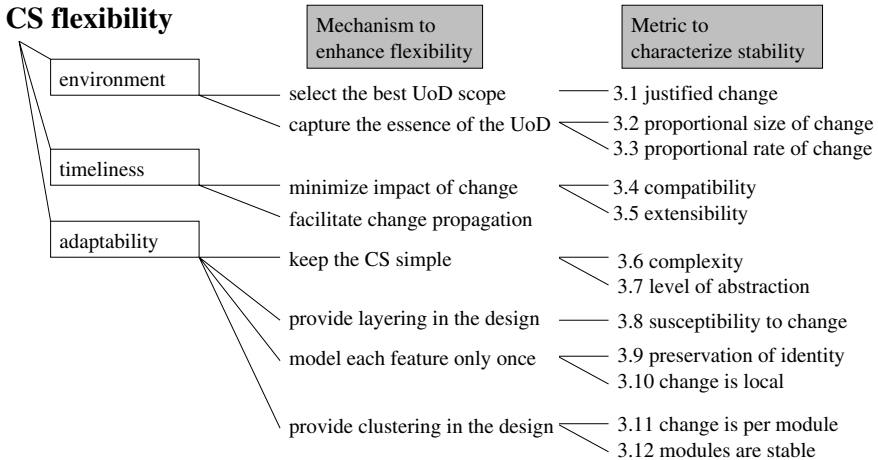 CS flexibility
Mechanism to
enhance flexibility
Metric to
characterize stability
environment
select the best UoD scope
3.1 justified change
capture the essence of the UoD
3.2 proportional size of change
3.3 proportional rate of change
timeliness
minimize impact of change
3.4 compatibility
facilitate change propagation
3.5 extensibility
adaptability
keep the CS simple
3.6 complexity
3.7 level of abstraction
provide layering in the design
3.8 susceptibility to change
model each feature only once
3.9 preservation of identity
3.10 change is local
provide clustering in the design
3.11 change is per module
3.12 modules are stable